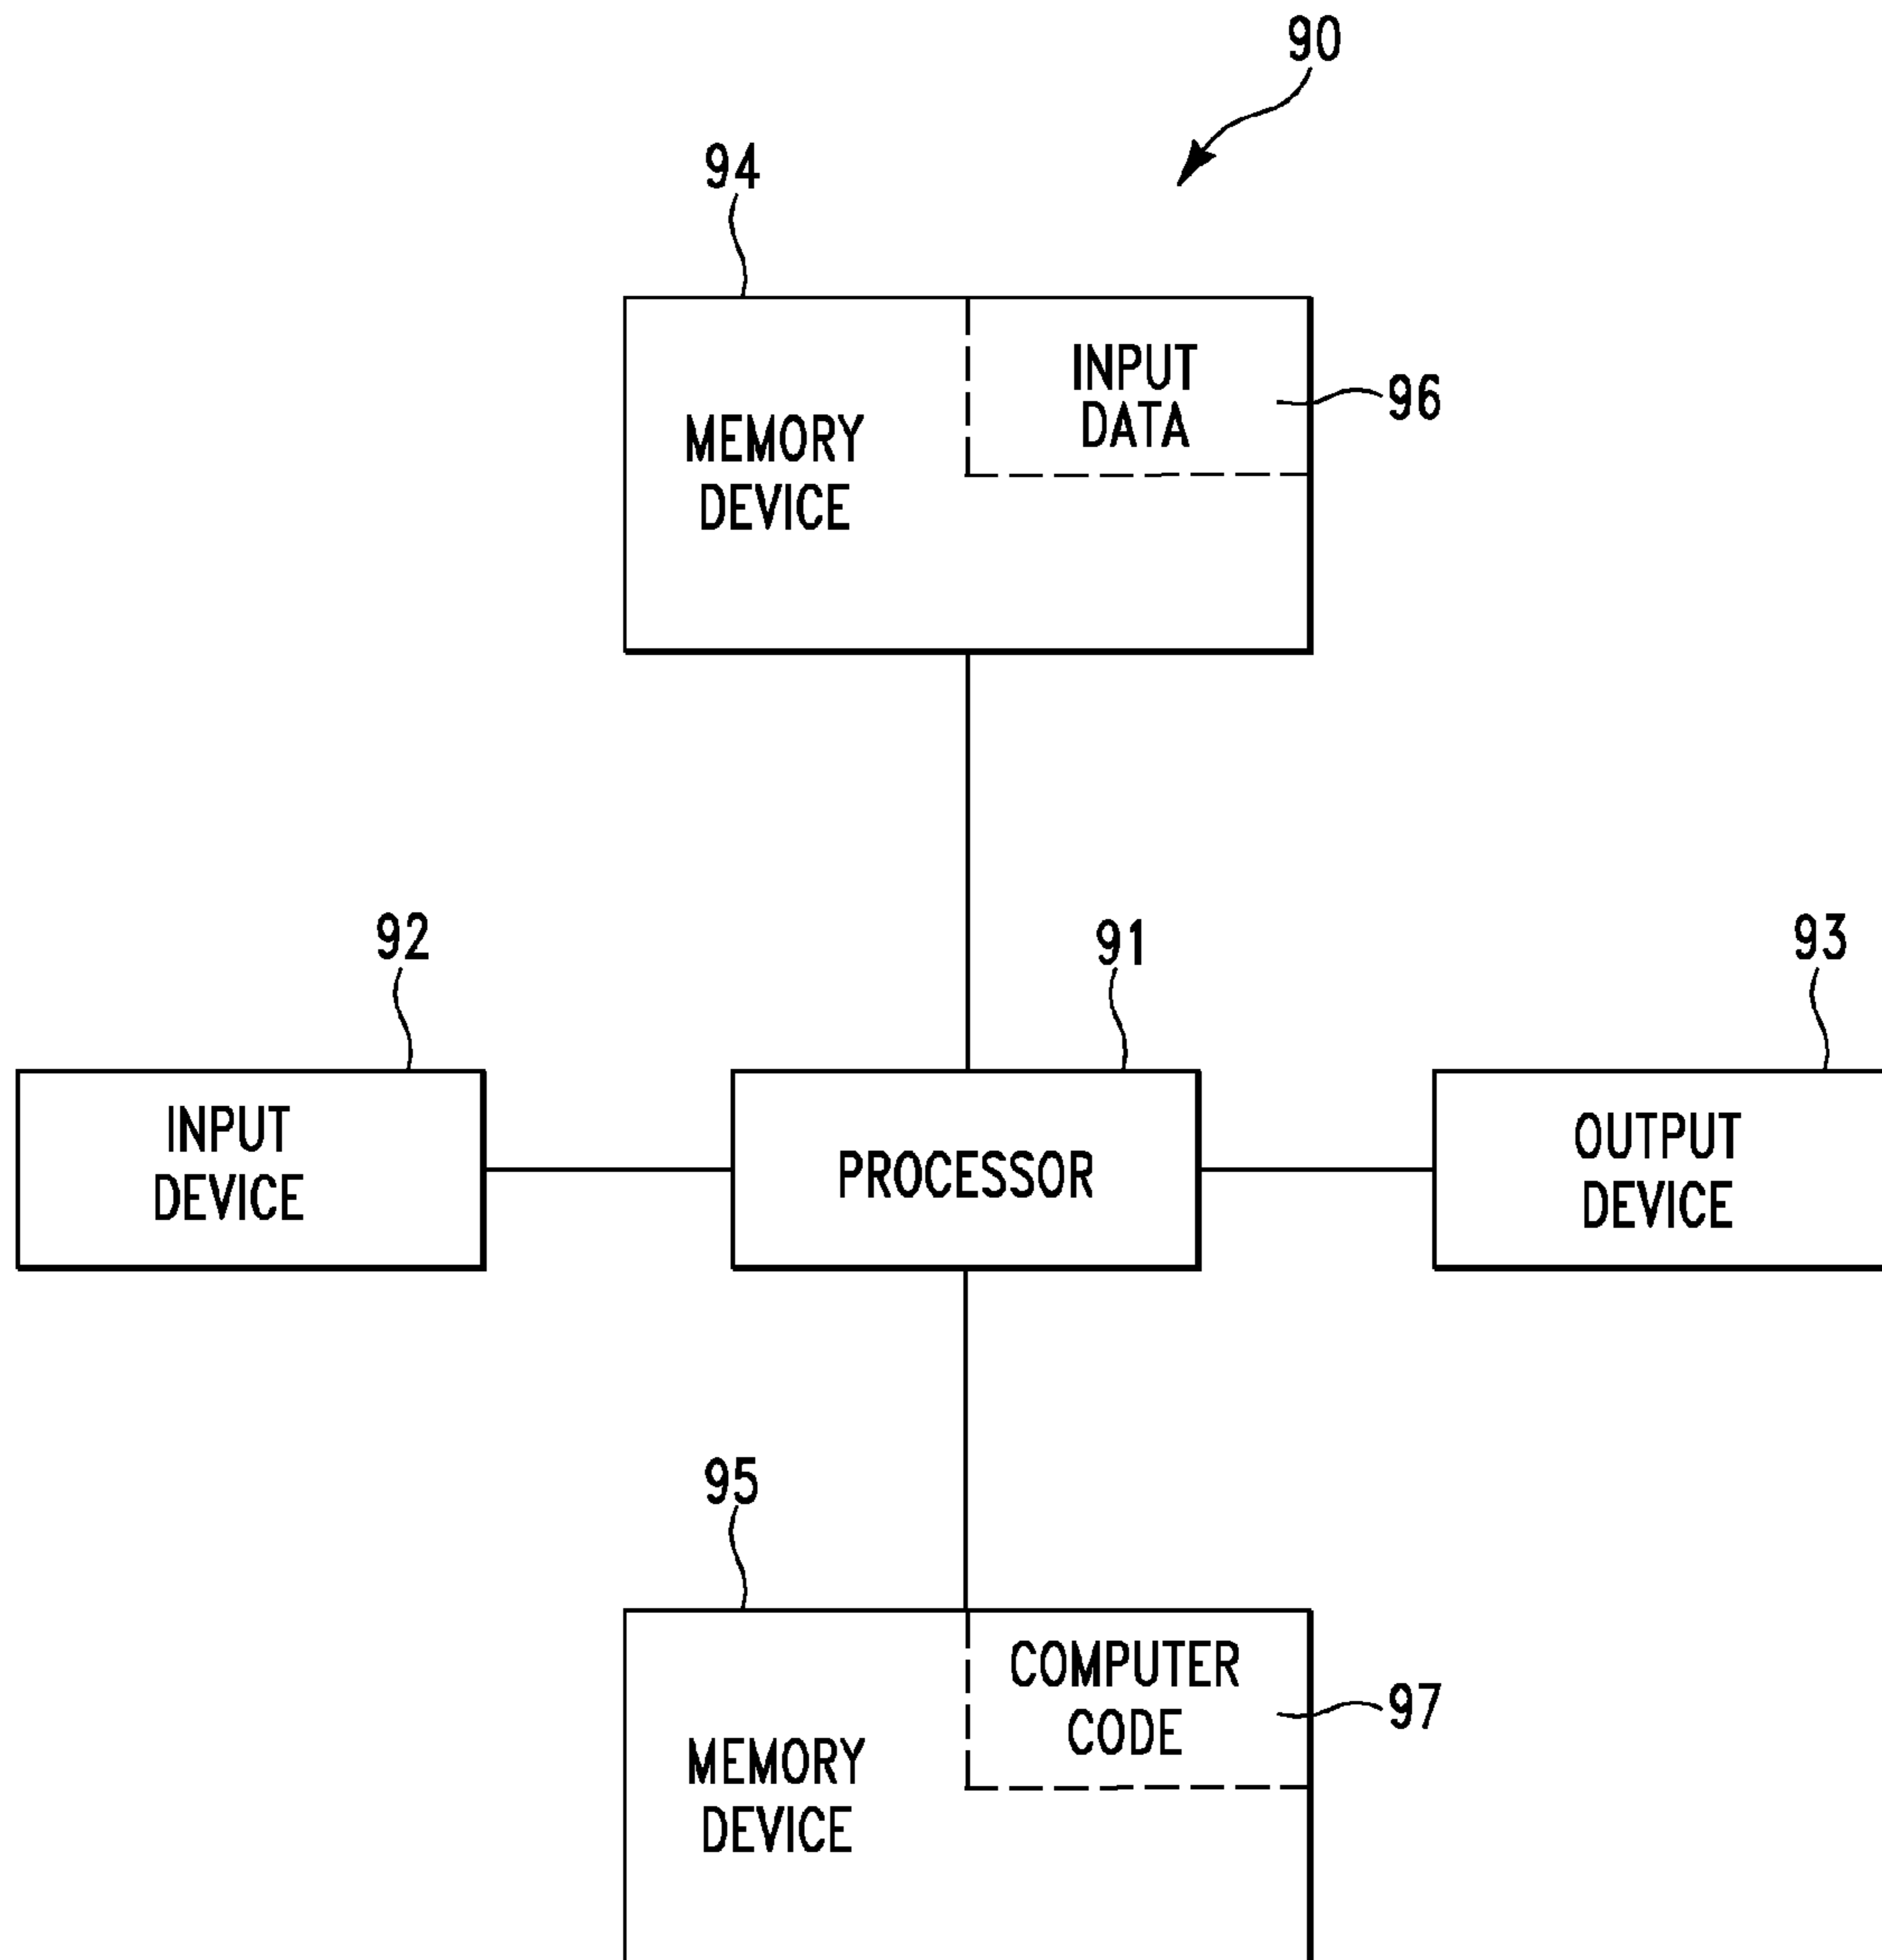 90
94
INPUT
DATA
96
MEMORY
DEVICE
92
91
93
INPUT
DEVICE
PROCESSOR
OUTPUT
DEVICE
95
COMPUTER
CODE
97
MEMORY
DEVICE